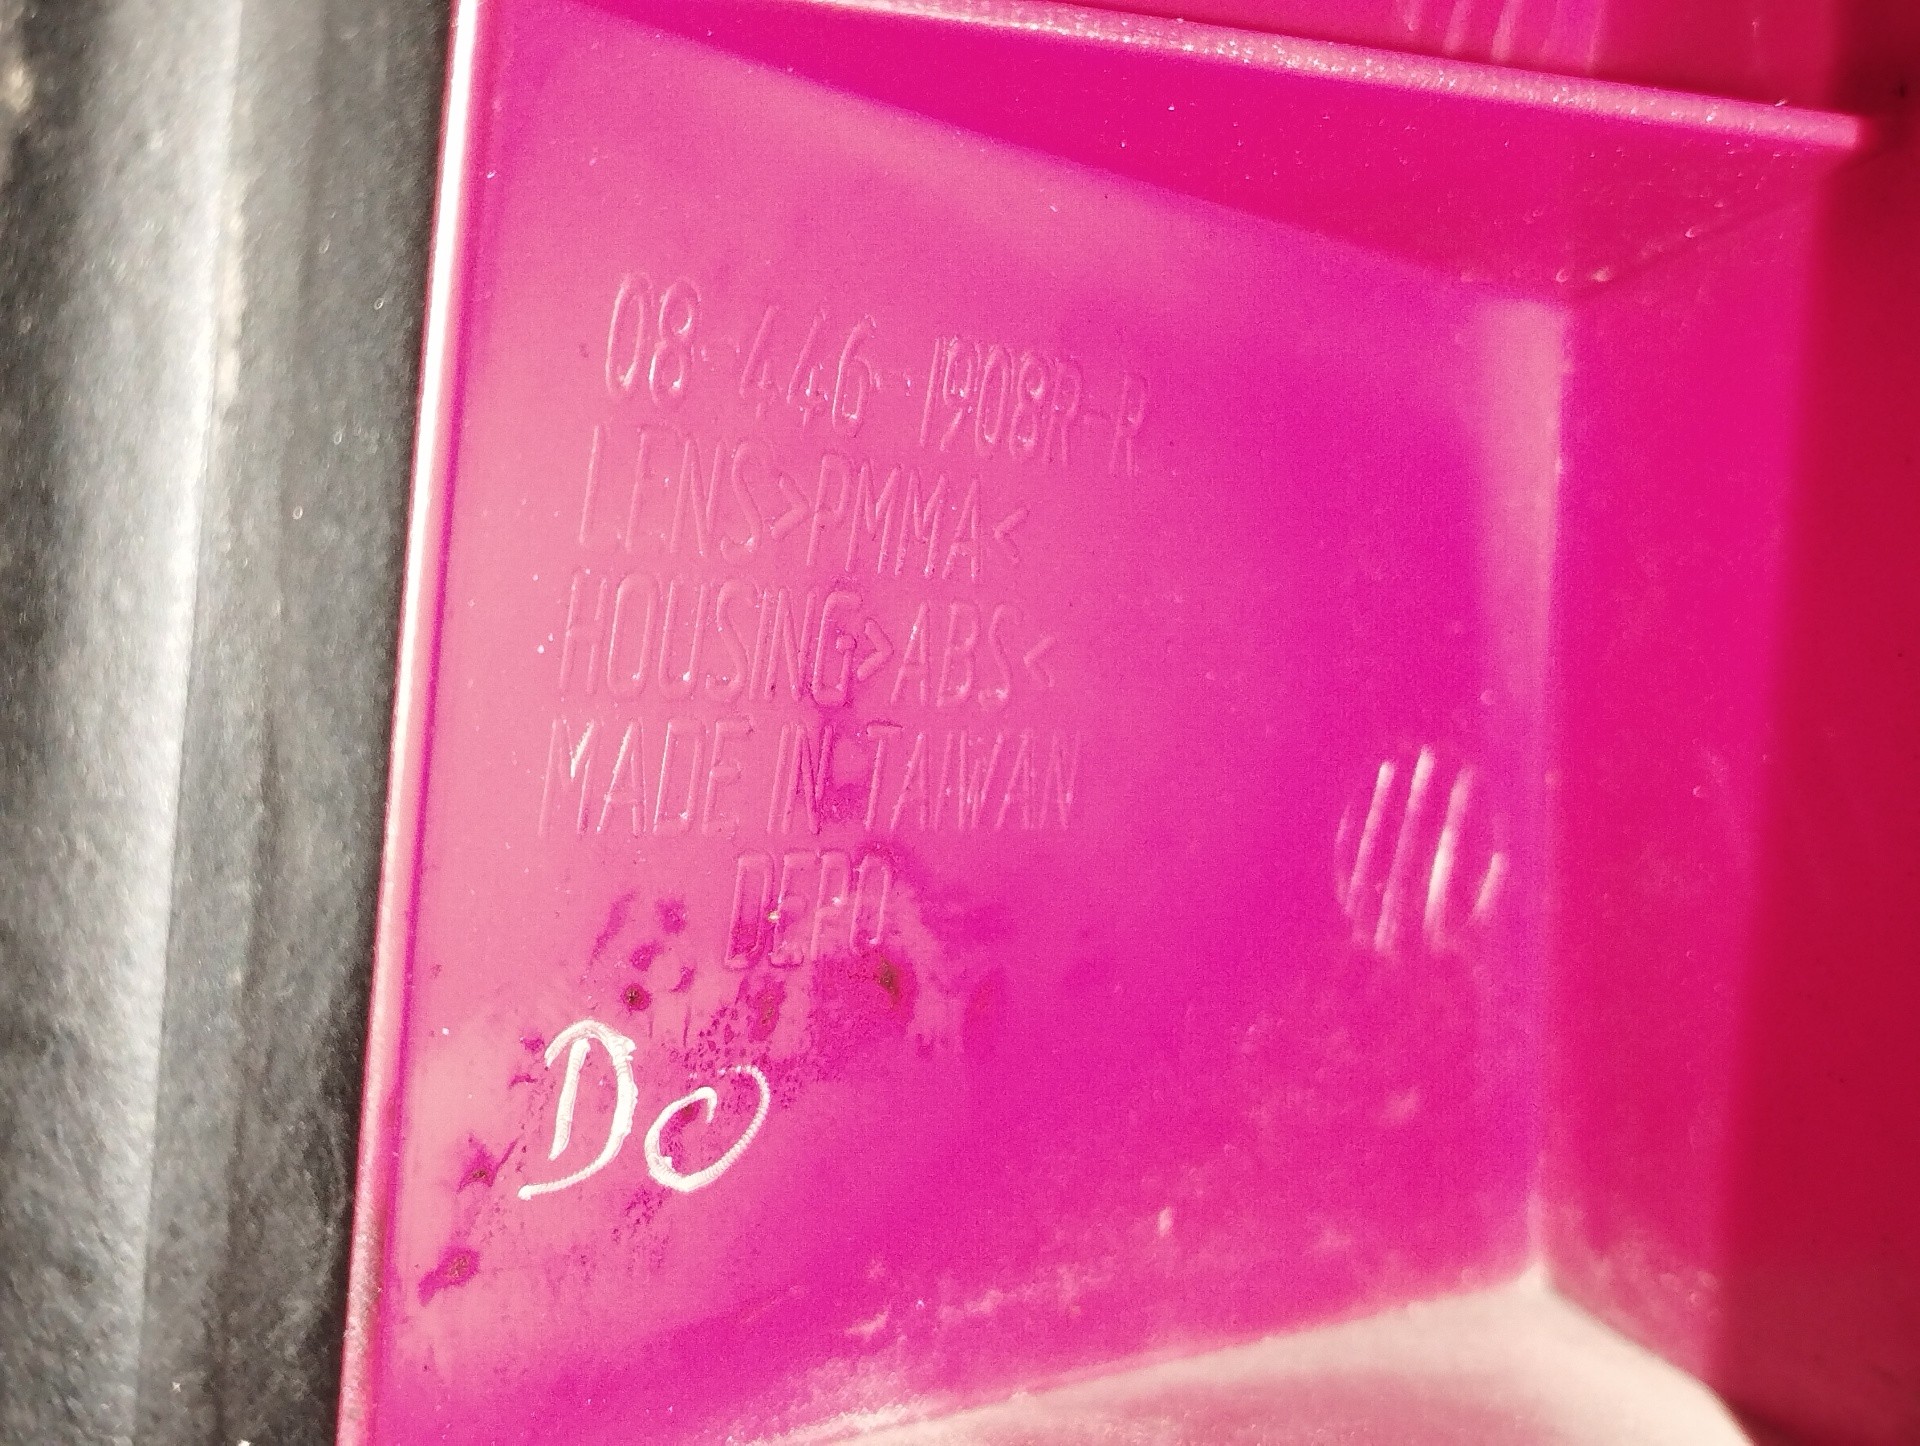 08-446-1908R-R
LENS>PMMA<
HOUSING>ABS<
MADE IN TAIWAN
DEPO
DO